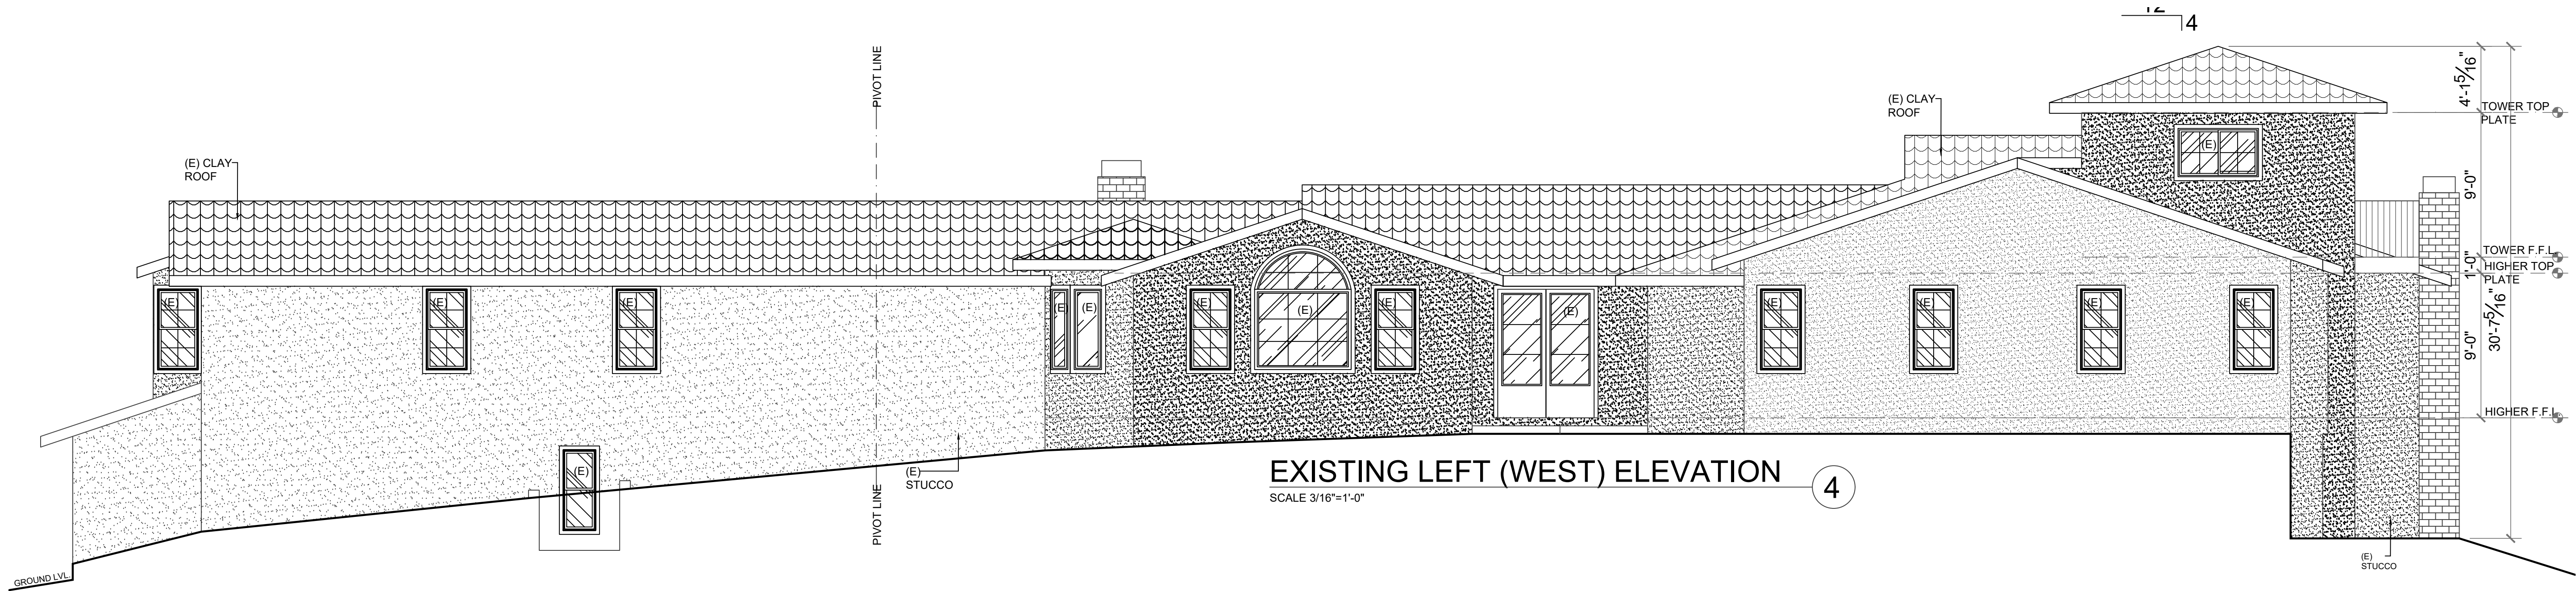 12
4
PIVOT LINE
(E) CLAY
ROOF
(E) CLAY
ROOF
4'-1 5/16"
TOWER TOP
PLATE
(E)
9'-0"
TOWER F.F.L
1'-0"
HIGHER TOP
PLATE
30'-7 5/16"
(E)
(E)
(E)
(E)
(E)
(E)
(E)
(E)
(E)
(E)
(E)
(E)
(E)
9'-0"
HIGHER F.F.L
(E)
(E)
STUCCO
PIVOT LINE
EXISTING LEFT (WEST) ELEVATION
4
SCALE 3/16"=1'-0"
(E)
STUCCO
GROUND LVL.